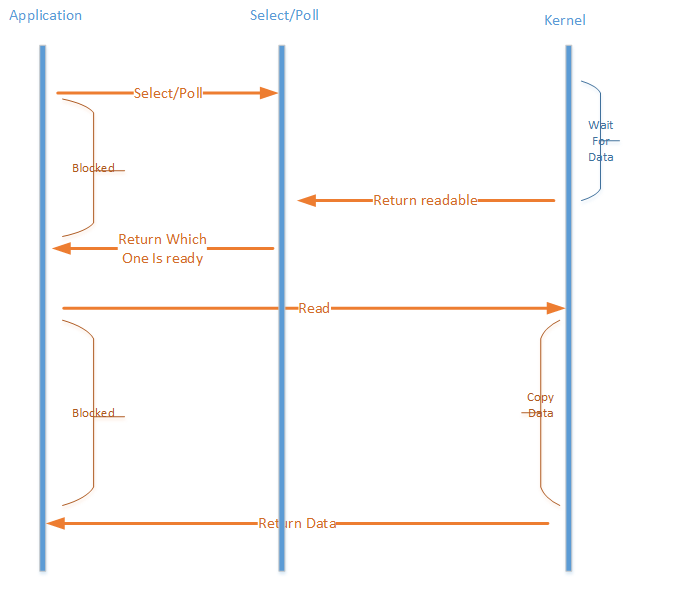 Application
Select/Poll
Kernel
Select/Poll
Wait
For
Data
Blocked
Return readable
Return Which
One Is ready
Read
Copy
Data
Blocked
Return Data